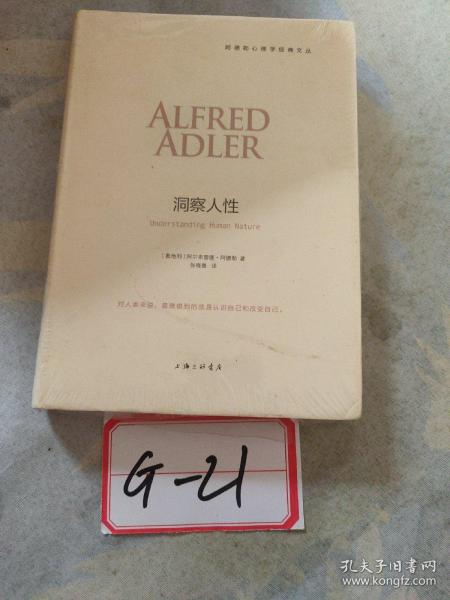 阿德勒心理学经典文丛
ALFRED
ADLER
洞察人性
Understanding Human Nature
[奥地利]阿尔弗雷德·阿德勒 著
张晓晨 译
对人来说，最难做到的就是认识自己和改变自己。
上海三联书店
G-21
孔夫子旧书网
www.kongfz.com